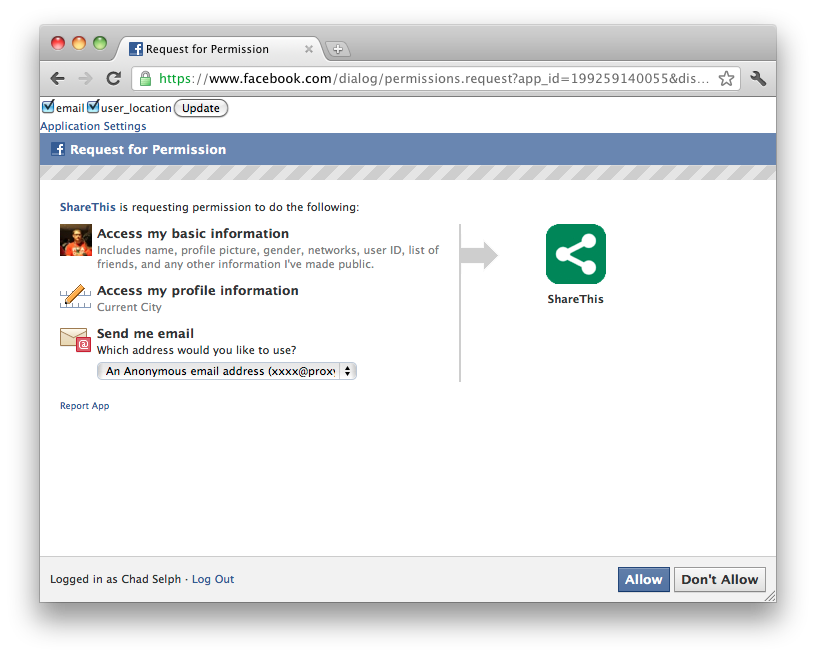 Request for Permission
https://www.facebook.com/dialog/permissions.request?app_id=199259140055&dis...
email user_location Update
Application Settings
Request for Permission
ShareThis is requesting permission to do the following:
Access my basic information
Includes name, profile picture, gender, networks, user ID, list of
friends, and any other information I've made public.
Access my profile information
Current City
Send me email
Which address would you like to use?
An Anonymous email address (xxxx@proxy
ShareThis
Report App
Logged in as Chad Selph · Log Out
Allow Don't Allow